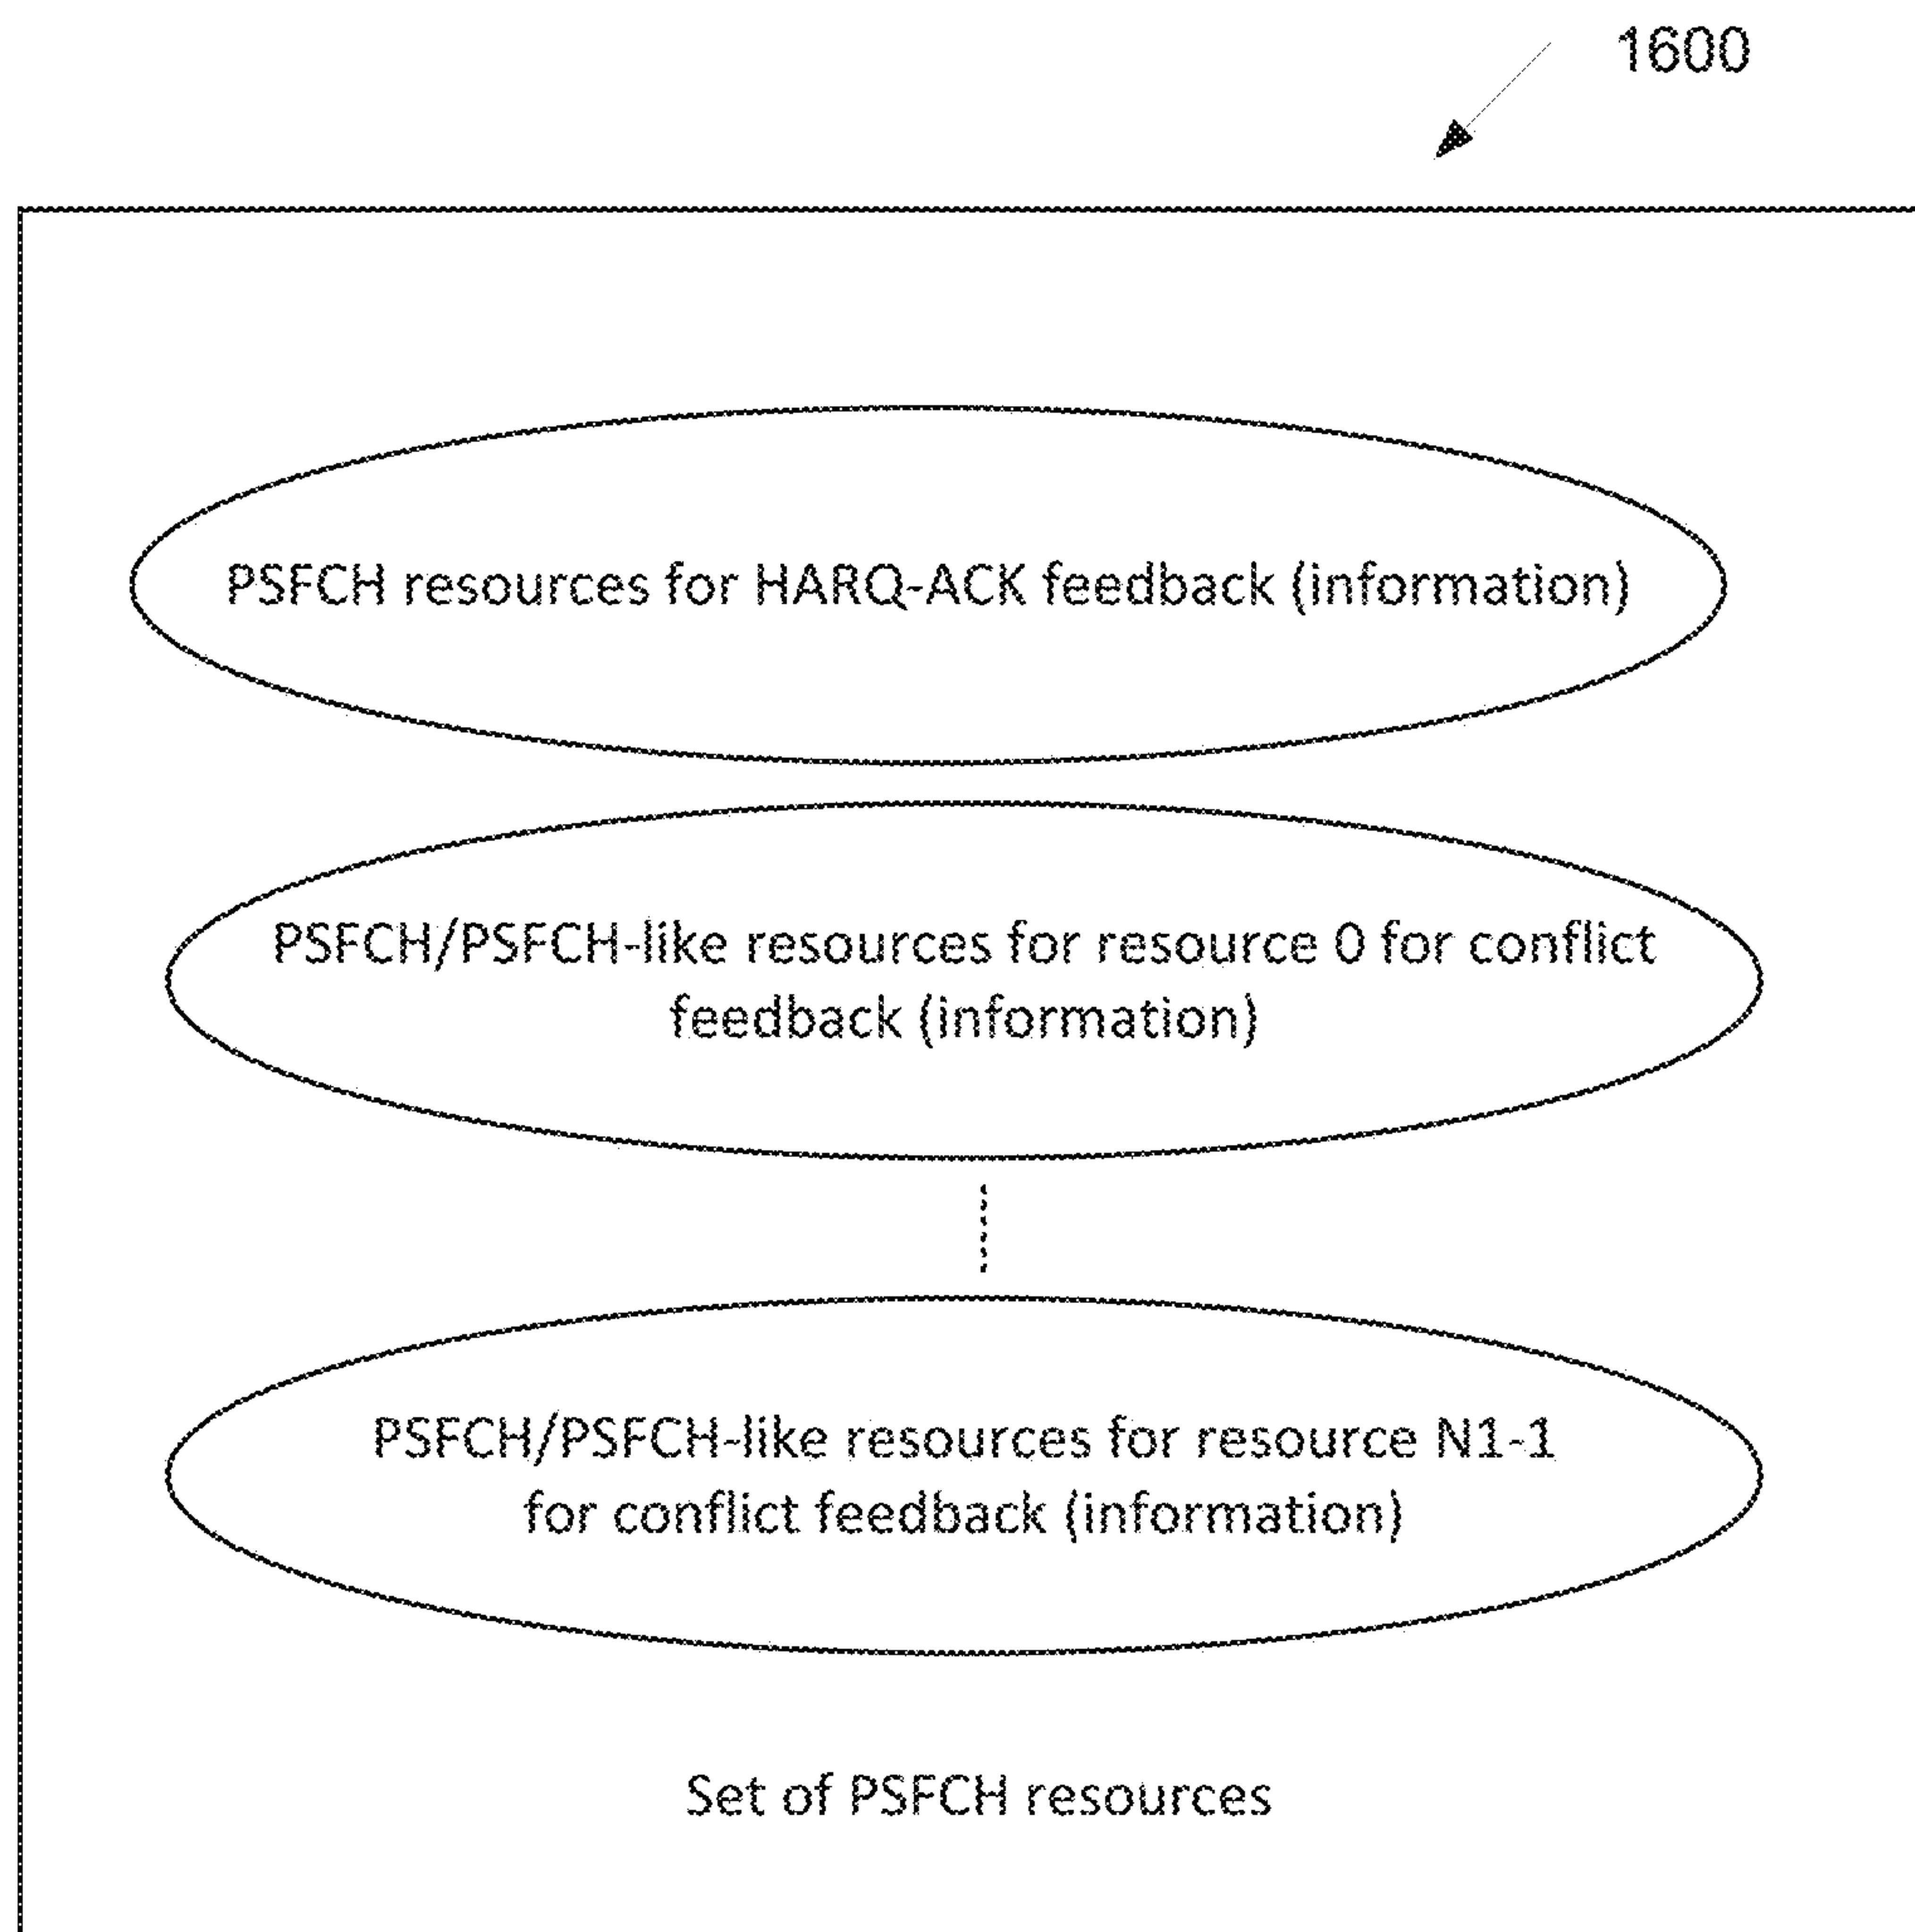 1600
PSFCH resources for HARQ-ACK feedback (information)
PSFCH/PSFCH-like resources for resource 0 for conflict
feedback (information)
PSFCH/PSFCH-like resources for resource N1-1
for conflict feedback (information)
Set of PSFCH resources